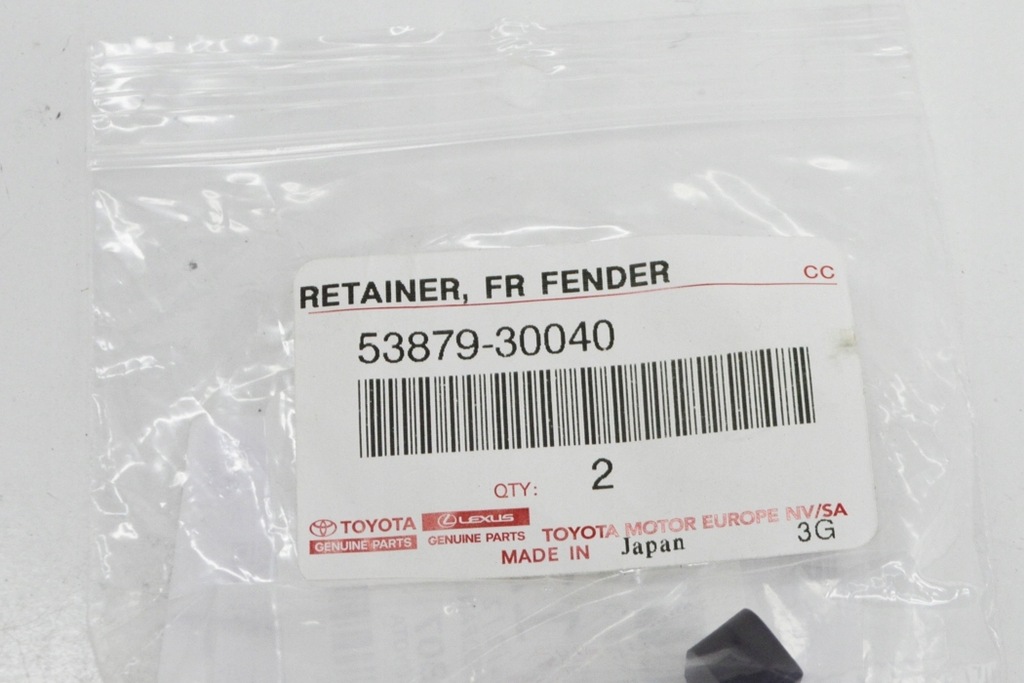 RETAINER, FR FENDER CC
53879-30040
QTY: 2
TOYOTA LEXUS TOYOTA MOTOR EUROPE NV/SA
GENUINE PARTS GENUINE PARTS MADE IN Japan 3G